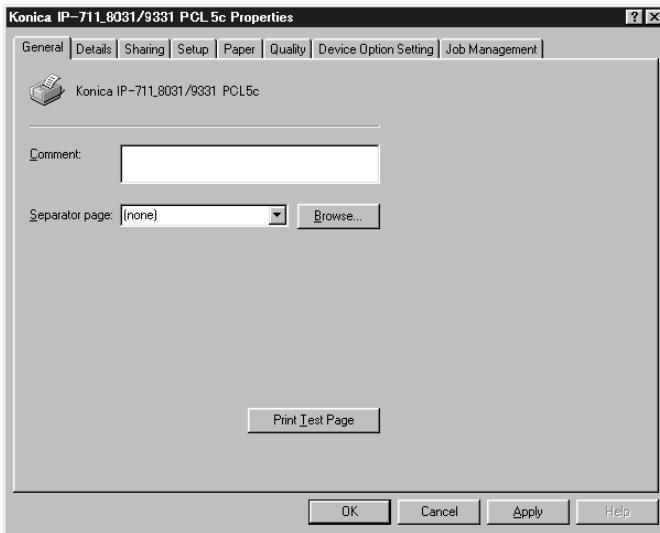 Konica IP-711_8031/9331 PCL 5c Properties
General Details Sharing Setup Paper Quality Device Option Setting Job Management
Konica IP-711_8031/9331 PCL5c
Comment:
Separator page: (none) Browse...
Print Test Page
OK Cancel Apply Help